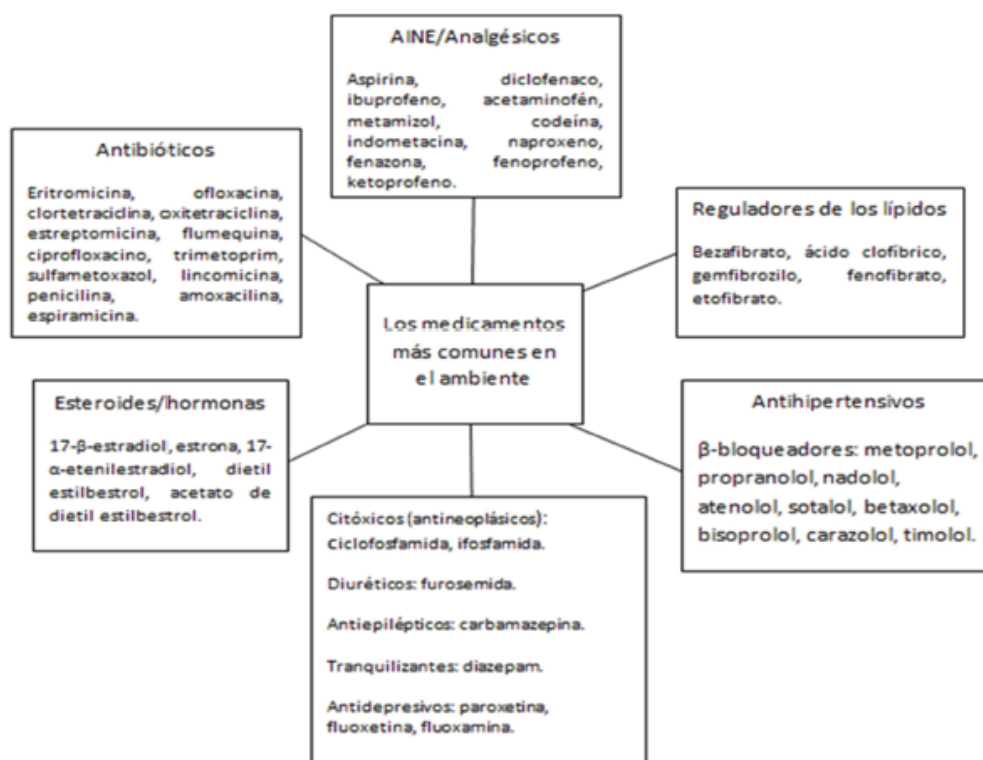 AINE/Analgésicos
Aspirina, diclofenaco,
ibuprofeno, acetaminofén,
metamizol, codeína,
indometacina, naproxeno,
fenazona, fenoprofeno,
ketoprofeno.
Antibióticos
Eritromicina, ofloxacina,
clortetraciclina, oxitetraciclina,
estreptomicina, flumequina,
ciprofloxacino, trimetoprim,
sulfametoxazol, lincomicina,
penicilina, amoxacilina,
espiramicina.
Reguladores de los lípidos
Bezafibrato, ácido clofíbrico,
gemfibrozilo, fenofibrato,
etofibrato.
Los medicamentos
más comunes en
el ambiente
Esteroides/hormonas
17-β-estradiol, estrona, 17-
α-etenilestradiol, dietil
estilbestrol, acetato de
dietil estilbestrol.
Antihipertensivos
β-bloqueadores: metoprolol,
propranolol, nadolol,
atenolol, sotalol, betaxolol,
bisoprolol, carazolol, timolol.
Citóxicos (antineoplásicos):
Ciclofosfamida, ifosfamida.
Diuréticos: furosemida.
Antiepilépticos: carbamazepina.
Tranquilizantes: diazepam.
Antidepresivos: paroxetina,
fluoxetina, fluoxamina.